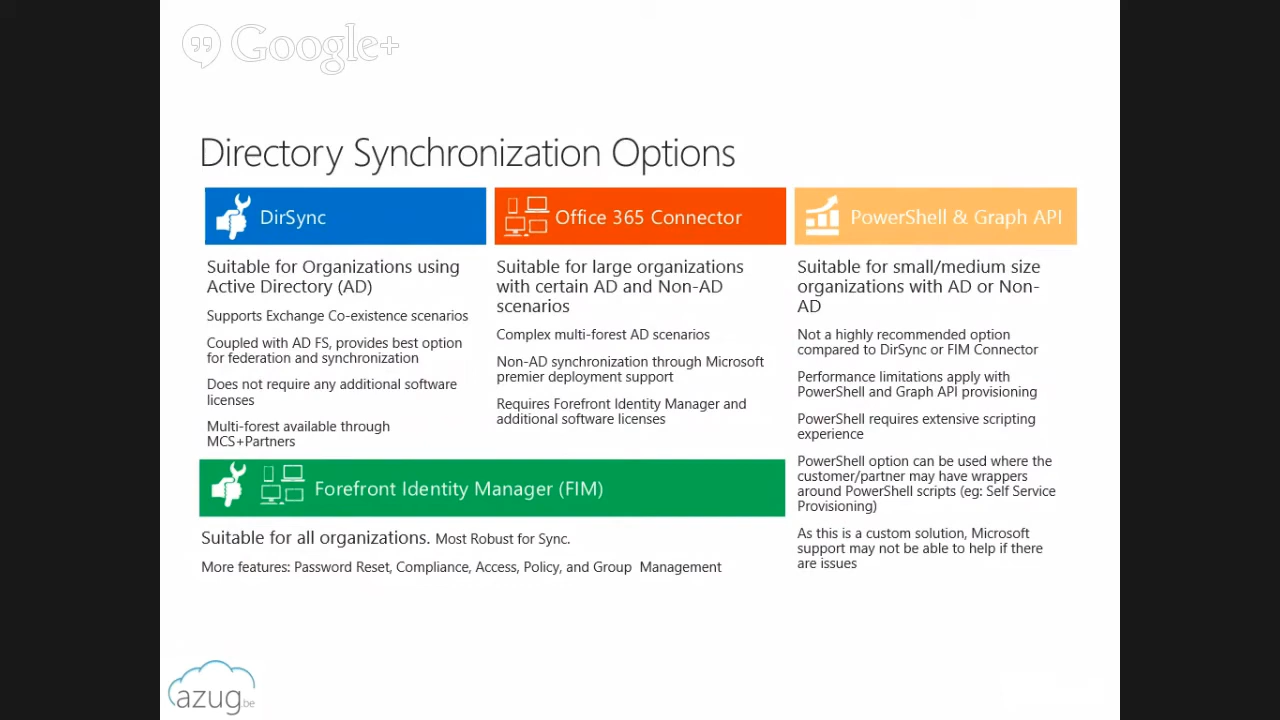 Google+
Directory Synchronization Options
DirSync
Suitable for Organizations using
Active Directory (AD)
Supports Exchange Co-existence scenarios
Coupled with AD FS, provides best option
for federation and synchronization
Does not require any additional software
licenses
Multi-forest available through
MCS+Partners
Office 365 Connector
Suitable for large organizations
with certain AD and Non-AD
scenarios
Complex multi-forest AD scenarios
Non-AD synchronization through Microsoft
premier deployment support
Requires Forefront Identity Manager and
additional software licenses
PowerShell & Graph API
Suitable for small/medium size
organizations with AD or Non-
AD
Not a highly recommended option
compared to DirSync or FIM Connector
Performance limitations apply with
PowerShell and Graph API provisioning
PowerShell requires extensive scripting
experience
PowerShell option can be used where the
customer/partner may have wrappers
around PowerShell scripts (eg: Self Service
Provisioning)
As this is a custom solution, Microsoft
support may not be able to help if there
are issues
Forefront Identity Manager (FIM)
Suitable for all organizations. Most Robust for Sync.
More features: Password Reset, Compliance, Access, Policy, and Group Management
azug.be